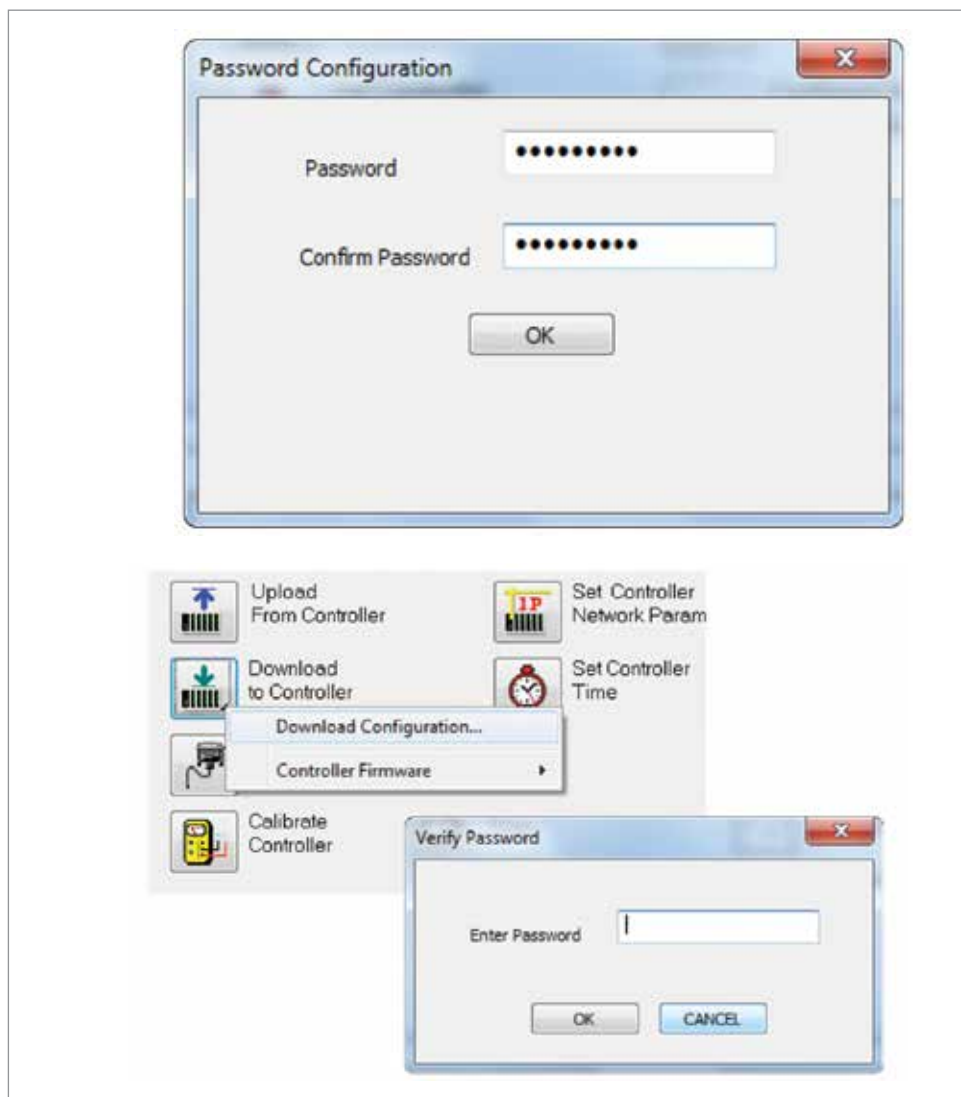 Password Configuration
Password
•••••••••
Confirm Password
•••••••••
OK
Upload
From Controller
IP
Set Controller
Network Param
Download
to Controller
Set Controller
Time
Download Configuration...
Controller Firmware
Calibrate
Controller
Verify Password
Enter Password
OK
CANCEL